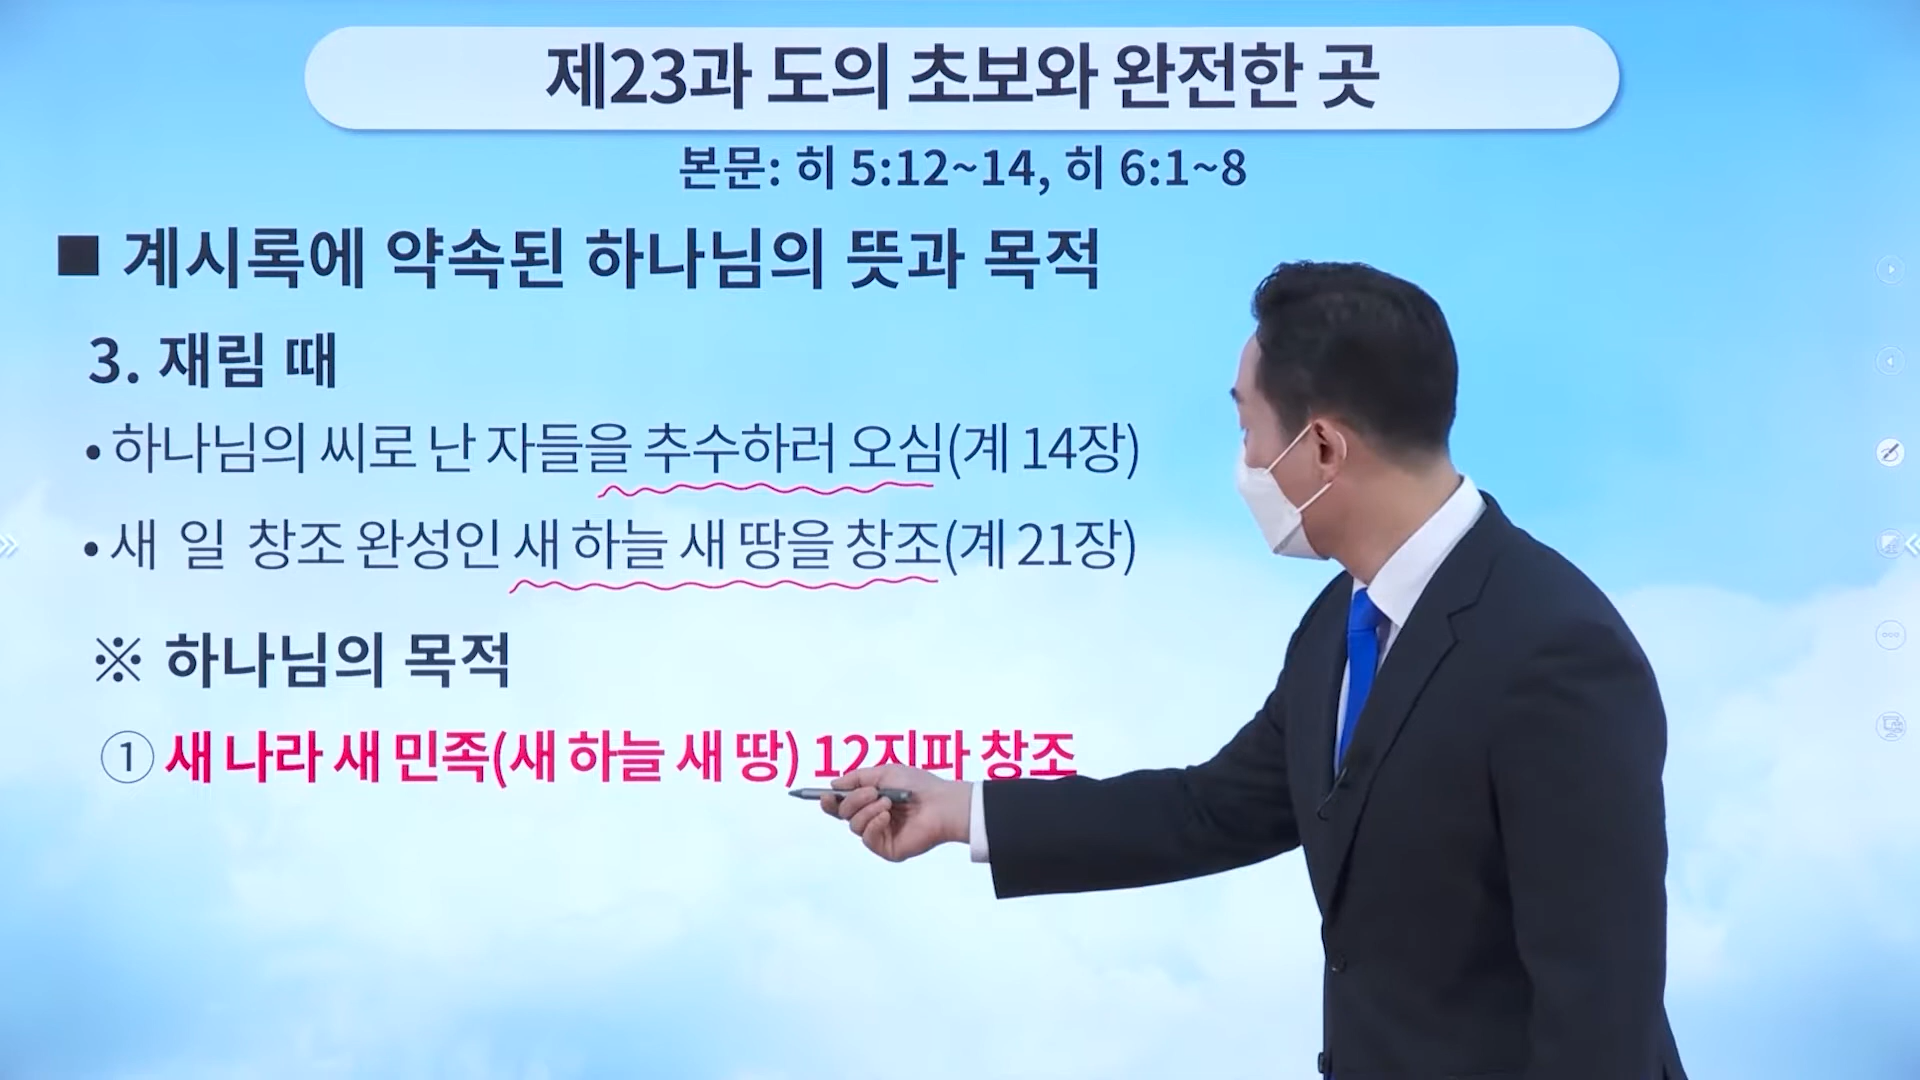 제23과 도의 초보와 완전한 곳
본문: 히 5:12~14, 히 6:1~8
■ 계시록에 약속된 하나님의 뜻과 목적
3. 재림 때
• 하나님의 씨로 난 자들을 추수하러 오심(계 14장)
• 새 일 창조 완성인 새 하늘 새 땅을 창조(계 21장)
※ 하나님의 목적
① 새 나라 새 민족(새 하늘 새 땅) 12지파 창조